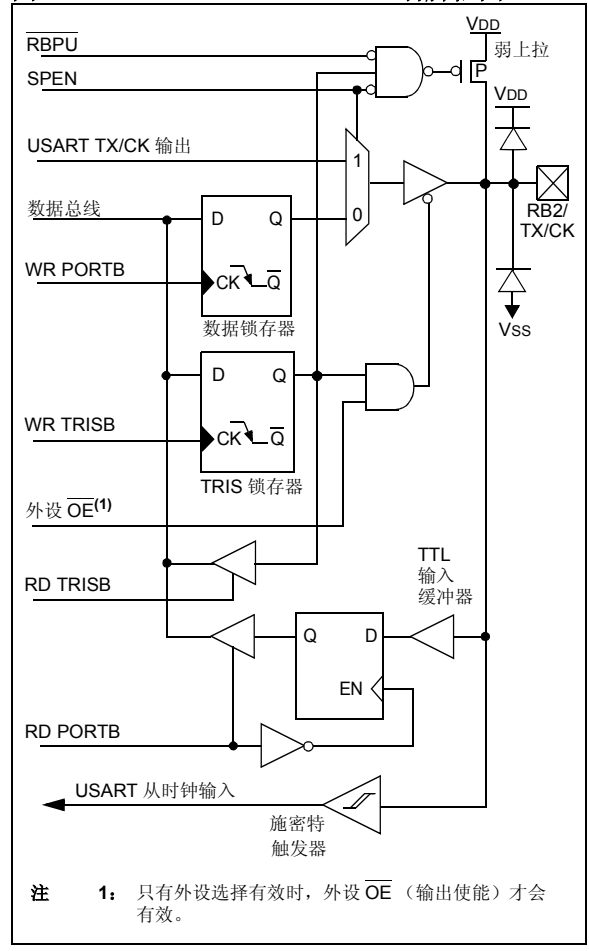 VDD
RBPU
弱上拉
P
SPEN
VDD
USART TX/CK 输出
1
数据总线
D Q
0
RB2/
TX/CK
WR PORTB
CK Q
数据锁存器
VSS
D Q
WR TRISB
CK Q
TRIS 锁存器
外设 OE(1)
TTL
输入
缓冲器
RD TRISB
Q D
EN
RD PORTB
USART 从时钟输入
施密特
触发器
注 1: 只有外设选择有效时，外设 OE （输出使能）才会
有效。